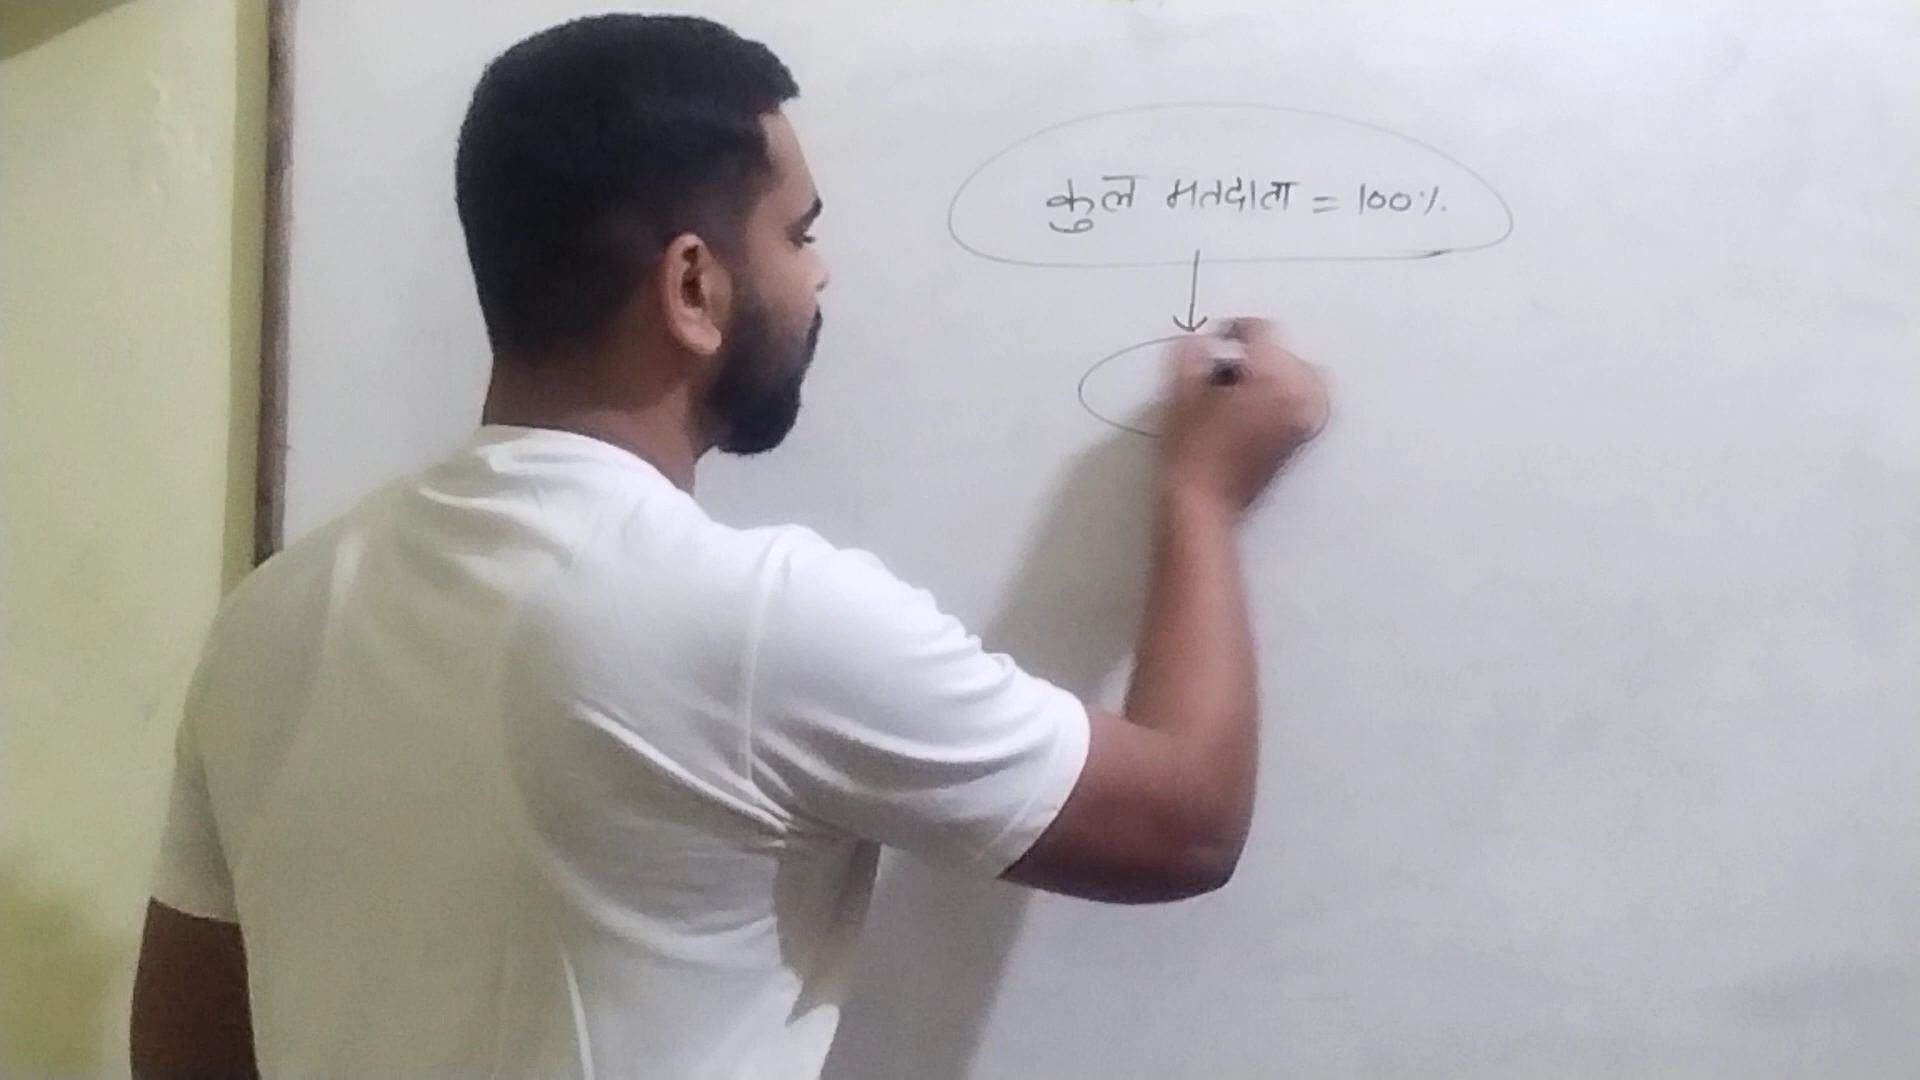 कुल मतदाता = 100%.